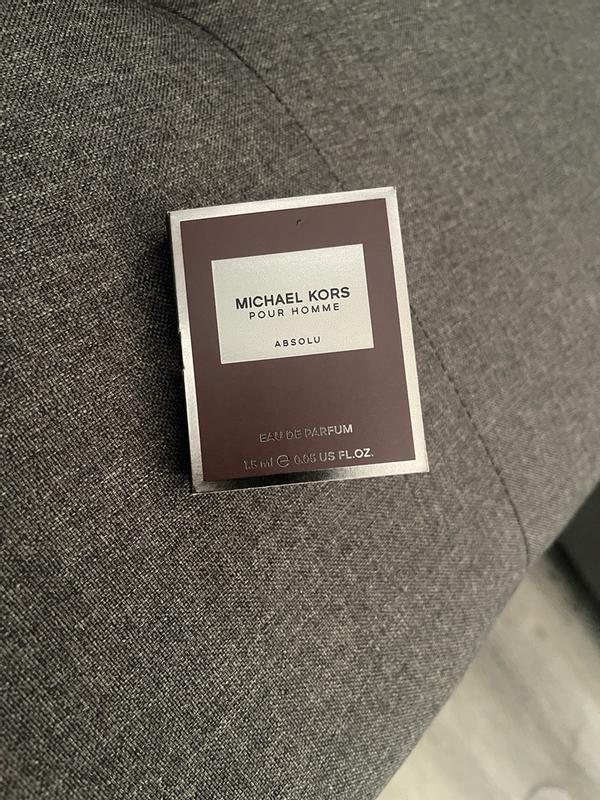 MICHAEL KORS
POUR HOMME
ABSOLU
EAU DE PARFUM
1.5 ml ℮ 0.05 US FL.OZ.